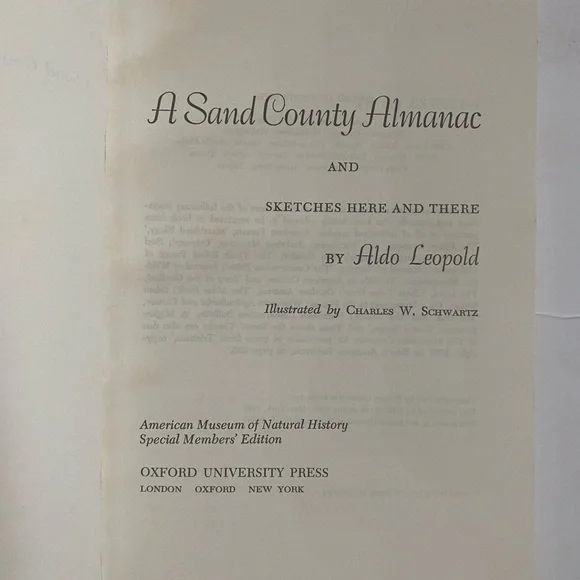 A Sand County Almanac
AND
SKETCHES HERE AND THERE
BY Aldo Leopold
Illustrated by CHARLES W. SCHWARTZ
American Museum of Natural History
Special Members' Edition
OXFORD UNIVERSITY PRESS
LONDON OXFORD NEW YORK